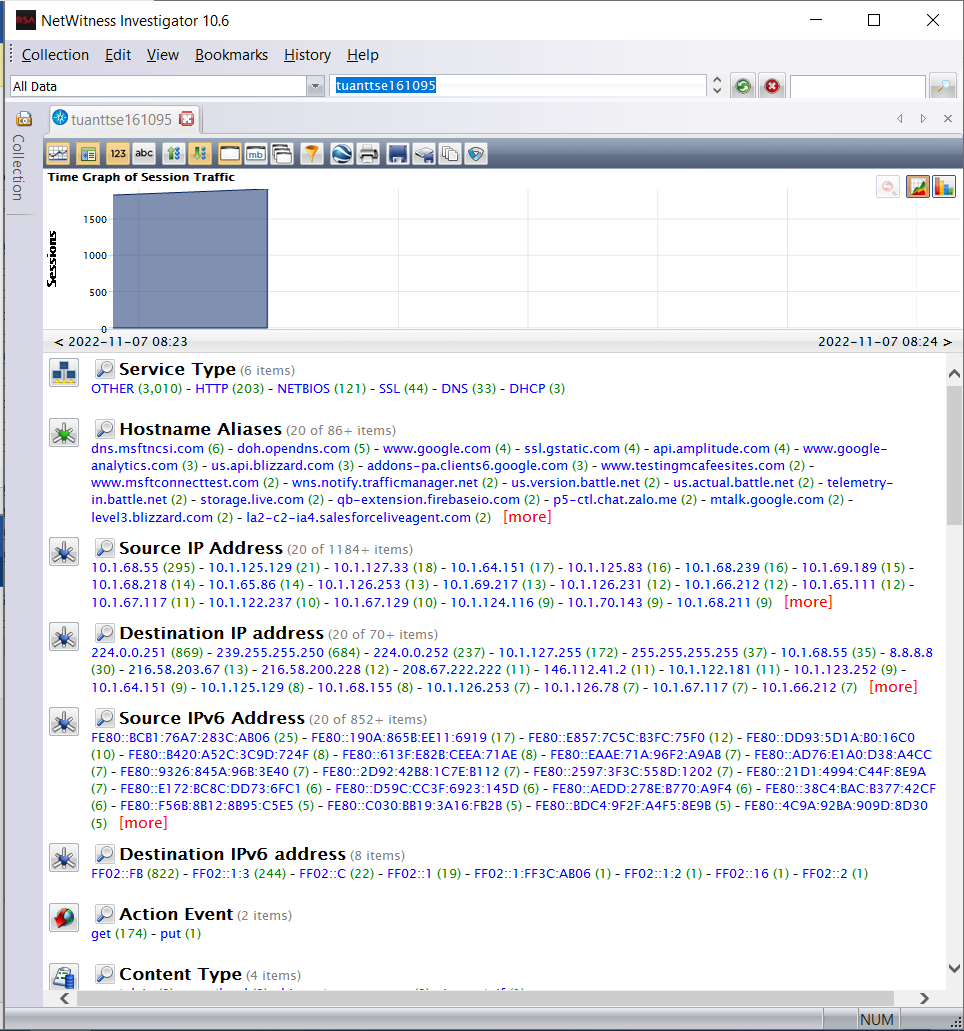 RSA NetWitness Investigator 10.6
Collection Edit View Bookmarks History Help
All Data tuanttse161095
tuanttse161095
Collection
123 abc mb
Time Graph of Session Traffic
Sessions
1500
1000
500
0
< 2022-11-07 08:23 2022-11-07 08:24 >
Service Type (6 items)
OTHER (3,010) - HTTP (203) - NETBIOS (121) - SSL (44) - DNS (33) - DHCP (3)
Hostname Aliases (20 of 86+ items)
dns.msftncsi.com (6) - doh.opendns.com (5) - www.google.com (4) - ssl.gstatic.com (4) - api.amplitude.com (4) - www.google-
analytics.com (3) - us.api.blizzard.com (3) - addons-pa.clients6.google.com (3) - www.testingmcafeesites.com (2) -
www.msftconnecttest.com (2) - wns.notify.trafficmanager.net (2) - us.version.battle.net (2) - us.actual.battle.net (2) - telemetry-
in.battle.net (2) - storage.live.com (2) - qb-extension.firebaseio.com (2) - p5-ctl.chat.zalo.me (2) - mtalk.google.com (2) -
level3.blizzard.com (2) - la2-c2-ia4.salesforceliveagent.com (2) [more]
Source IP Address (20 of 1184+ items)
10.1.68.55 (295) - 10.1.125.129 (21) - 10.1.127.33 (18) - 10.1.64.151 (17) - 10.1.125.83 (16) - 10.1.68.239 (16) - 10.1.69.189 (15) -
10.1.68.218 (14) - 10.1.65.86 (14) - 10.1.126.253 (13) - 10.1.69.217 (13) - 10.1.126.231 (12) - 10.1.66.212 (12) - 10.1.65.111 (12) -
10.1.67.117 (11) - 10.1.122.237 (10) - 10.1.67.129 (10) - 10.1.124.116 (9) - 10.1.70.143 (9) - 10.1.68.211 (9) [more]
Destination IP address (20 of 70+ items)
224.0.0.251 (869) - 239.255.255.250 (684) - 224.0.0.252 (237) - 10.1.127.255 (172) - 255.255.255.255 (37) - 10.1.68.55 (35) - 8.8.8.8
(30) - 216.58.203.67 (13) - 216.58.200.228 (12) - 208.67.222.222 (11) - 146.112.41.2 (11) - 10.1.122.181 (11) - 10.1.123.252 (9) -
10.1.64.151 (9) - 10.1.125.129 (8) - 10.1.68.155 (8) - 10.1.126.253 (7) - 10.1.126.78 (7) - 10.1.67.117 (7) - 10.1.66.212 (7) [more]
Source IPv6 Address (20 of 852+ items)
FE80::BCB1:76A7:283C:AB06 (25) - FE80::190A:865B:EE11:6919 (17) - FE80::E857:7C5C:B3FC:75F0 (12) - FE80::DD93:5D1A:B0:16C0
(10) - FE80::B420:A52C:3C9D:724F (8) - FE80::613F:E82B:CEEA:71AE (8) - FE80::EAAE:71A:96F2:A9AB (7) - FE80::AD76:E1A0:D38:A4CC
(7) - FE80::9326:845A:96B:3E40 (7) - FE80::2D92:42B8:1C7E:B112 (7) - FE80::2597:3F3C:558D:1202 (7) - FE80::21D1:4994:C44F:8E9A
(7) - FE80::E172:BC8C:DD73:6FC1 (6) - FE80::D59C:CC3F:6923:145D (6) - FE80::AEDD:278E:B770:A9F4 (6) - FE80::38C4:BAC:B377:42CF
(6) - FE80::F56B:8B12:8B95:C5E5 (5) - FE80::C030:BB19:3A16:FB2B (5) - FE80::BDC4:9F2F:A4F5:8E9B (5) - FE80::4C9A:92BA:909D:8D30
(5) [more]
Destination IPv6 address (8 items)
FF02::FB (822) - FF02::1:3 (244) - FF02::C (22) - FF02::1 (19) - FF02::1:FF3C:AB06 (1) - FF02::1:2 (1) - FF02::16 (1) - FF02::2 (1)
Action Event (2 items)
get (174) - put (1)
Content Type (4 items)
NUM